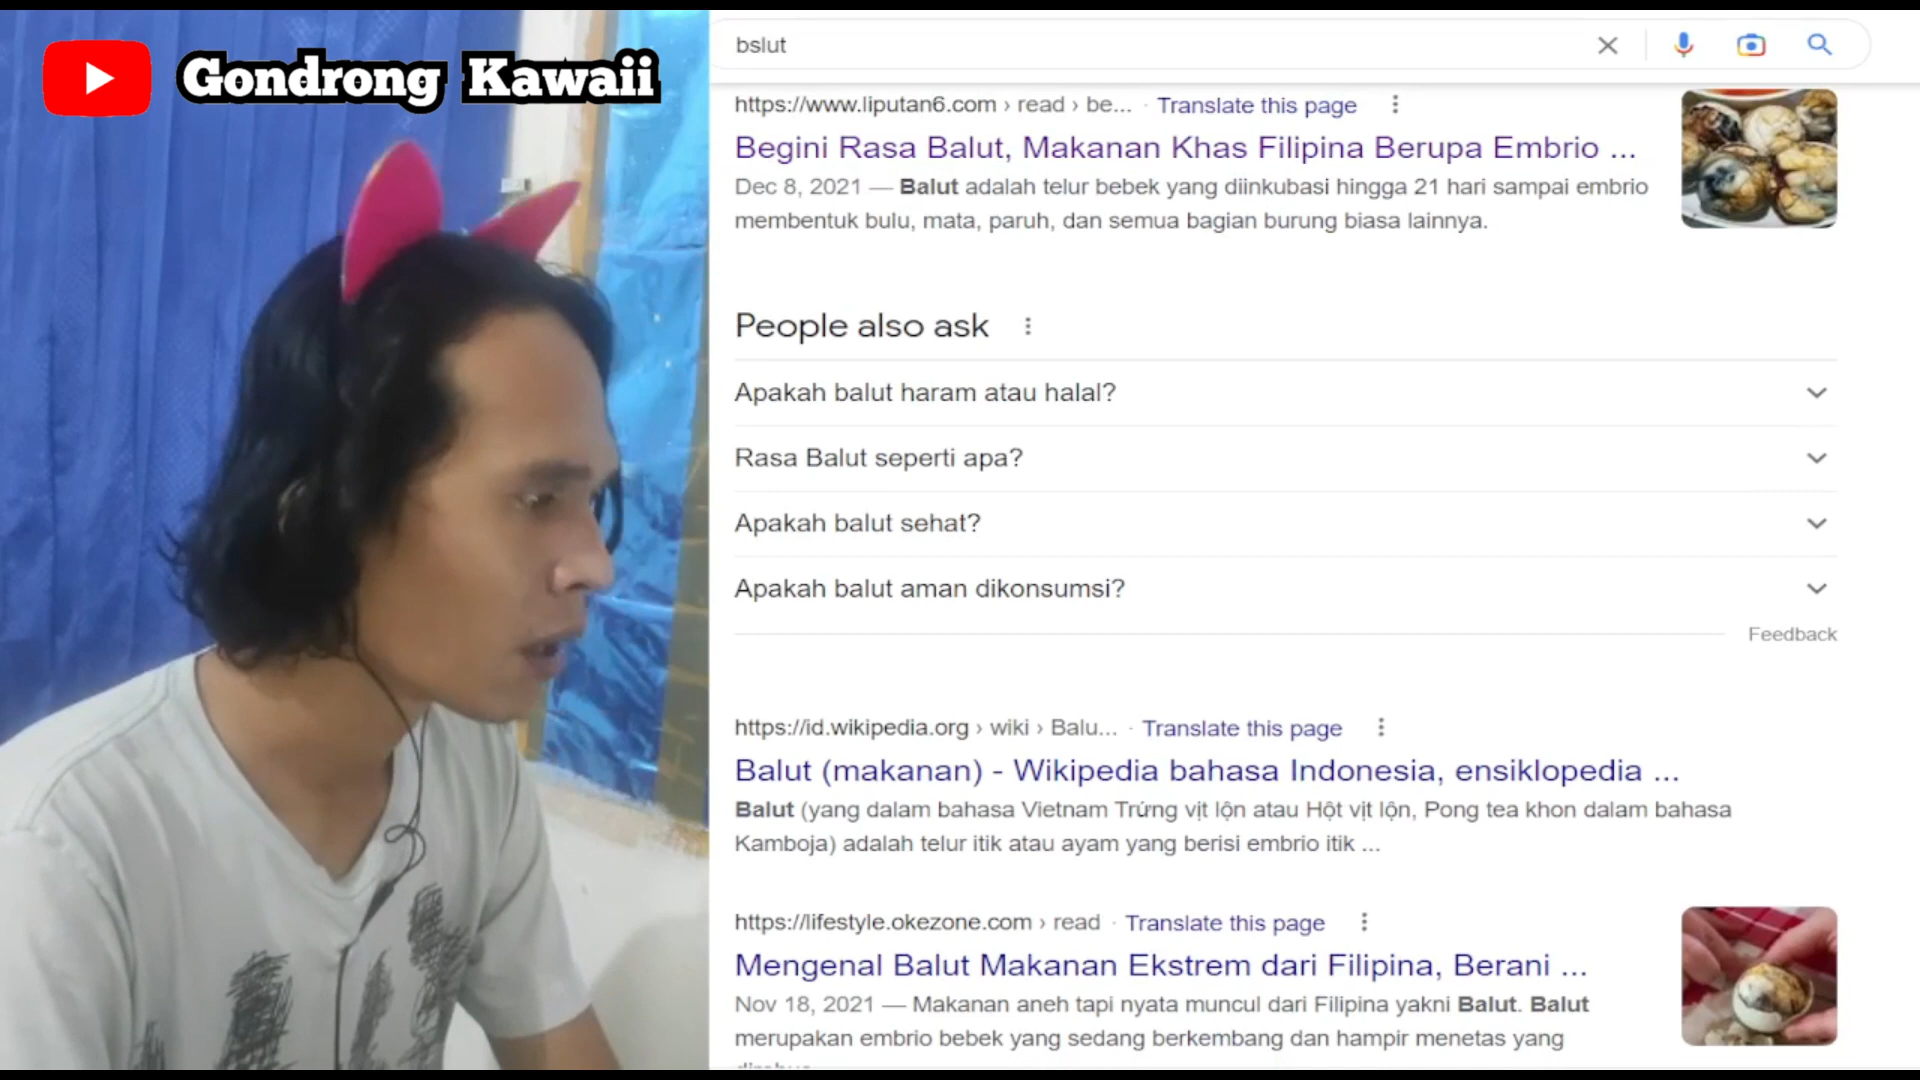 Gondrong Kawaii
bslut
https://www.liputan6.com › read › be... · Translate this page
Begini Rasa Balut, Makanan Khas Filipina Berupa Embrio ...
Dec 8, 2021 — Balut adalah telur bebek yang diinkubasi hingga 21 hari sampai embrio
membentuk bulu, mata, paruh, dan semua bagian burung biasa lainnya.
People also ask
Apakah balut haram atau halal?
Rasa Balut seperti apa?
Apakah balut sehat?
Apakah balut aman dikonsumsi?
Feedback
https://id.wikipedia.org › wiki › Balu... · Translate this page
Balut (makanan) - Wikipedia bahasa Indonesia, ensiklopedia ...
Balut (yang dalam bahasa Vietnam Trứng vịt lộn atau Hột vịt lộn, Pong tea khon dalam bahasa
Kamboja) adalah telur itik atau ayam yang berisi embrio itik ...
https://lifestyle.okezone.com › read · Translate this page
Mengenal Balut Makanan Ekstrem dari Filipina, Berani ...
Nov 18, 2021 — Makanan aneh tapi nyata muncul dari Filipina yakni Balut. Balut
merupakan embrio bebek yang sedang berkembang dan hampir menetas yang